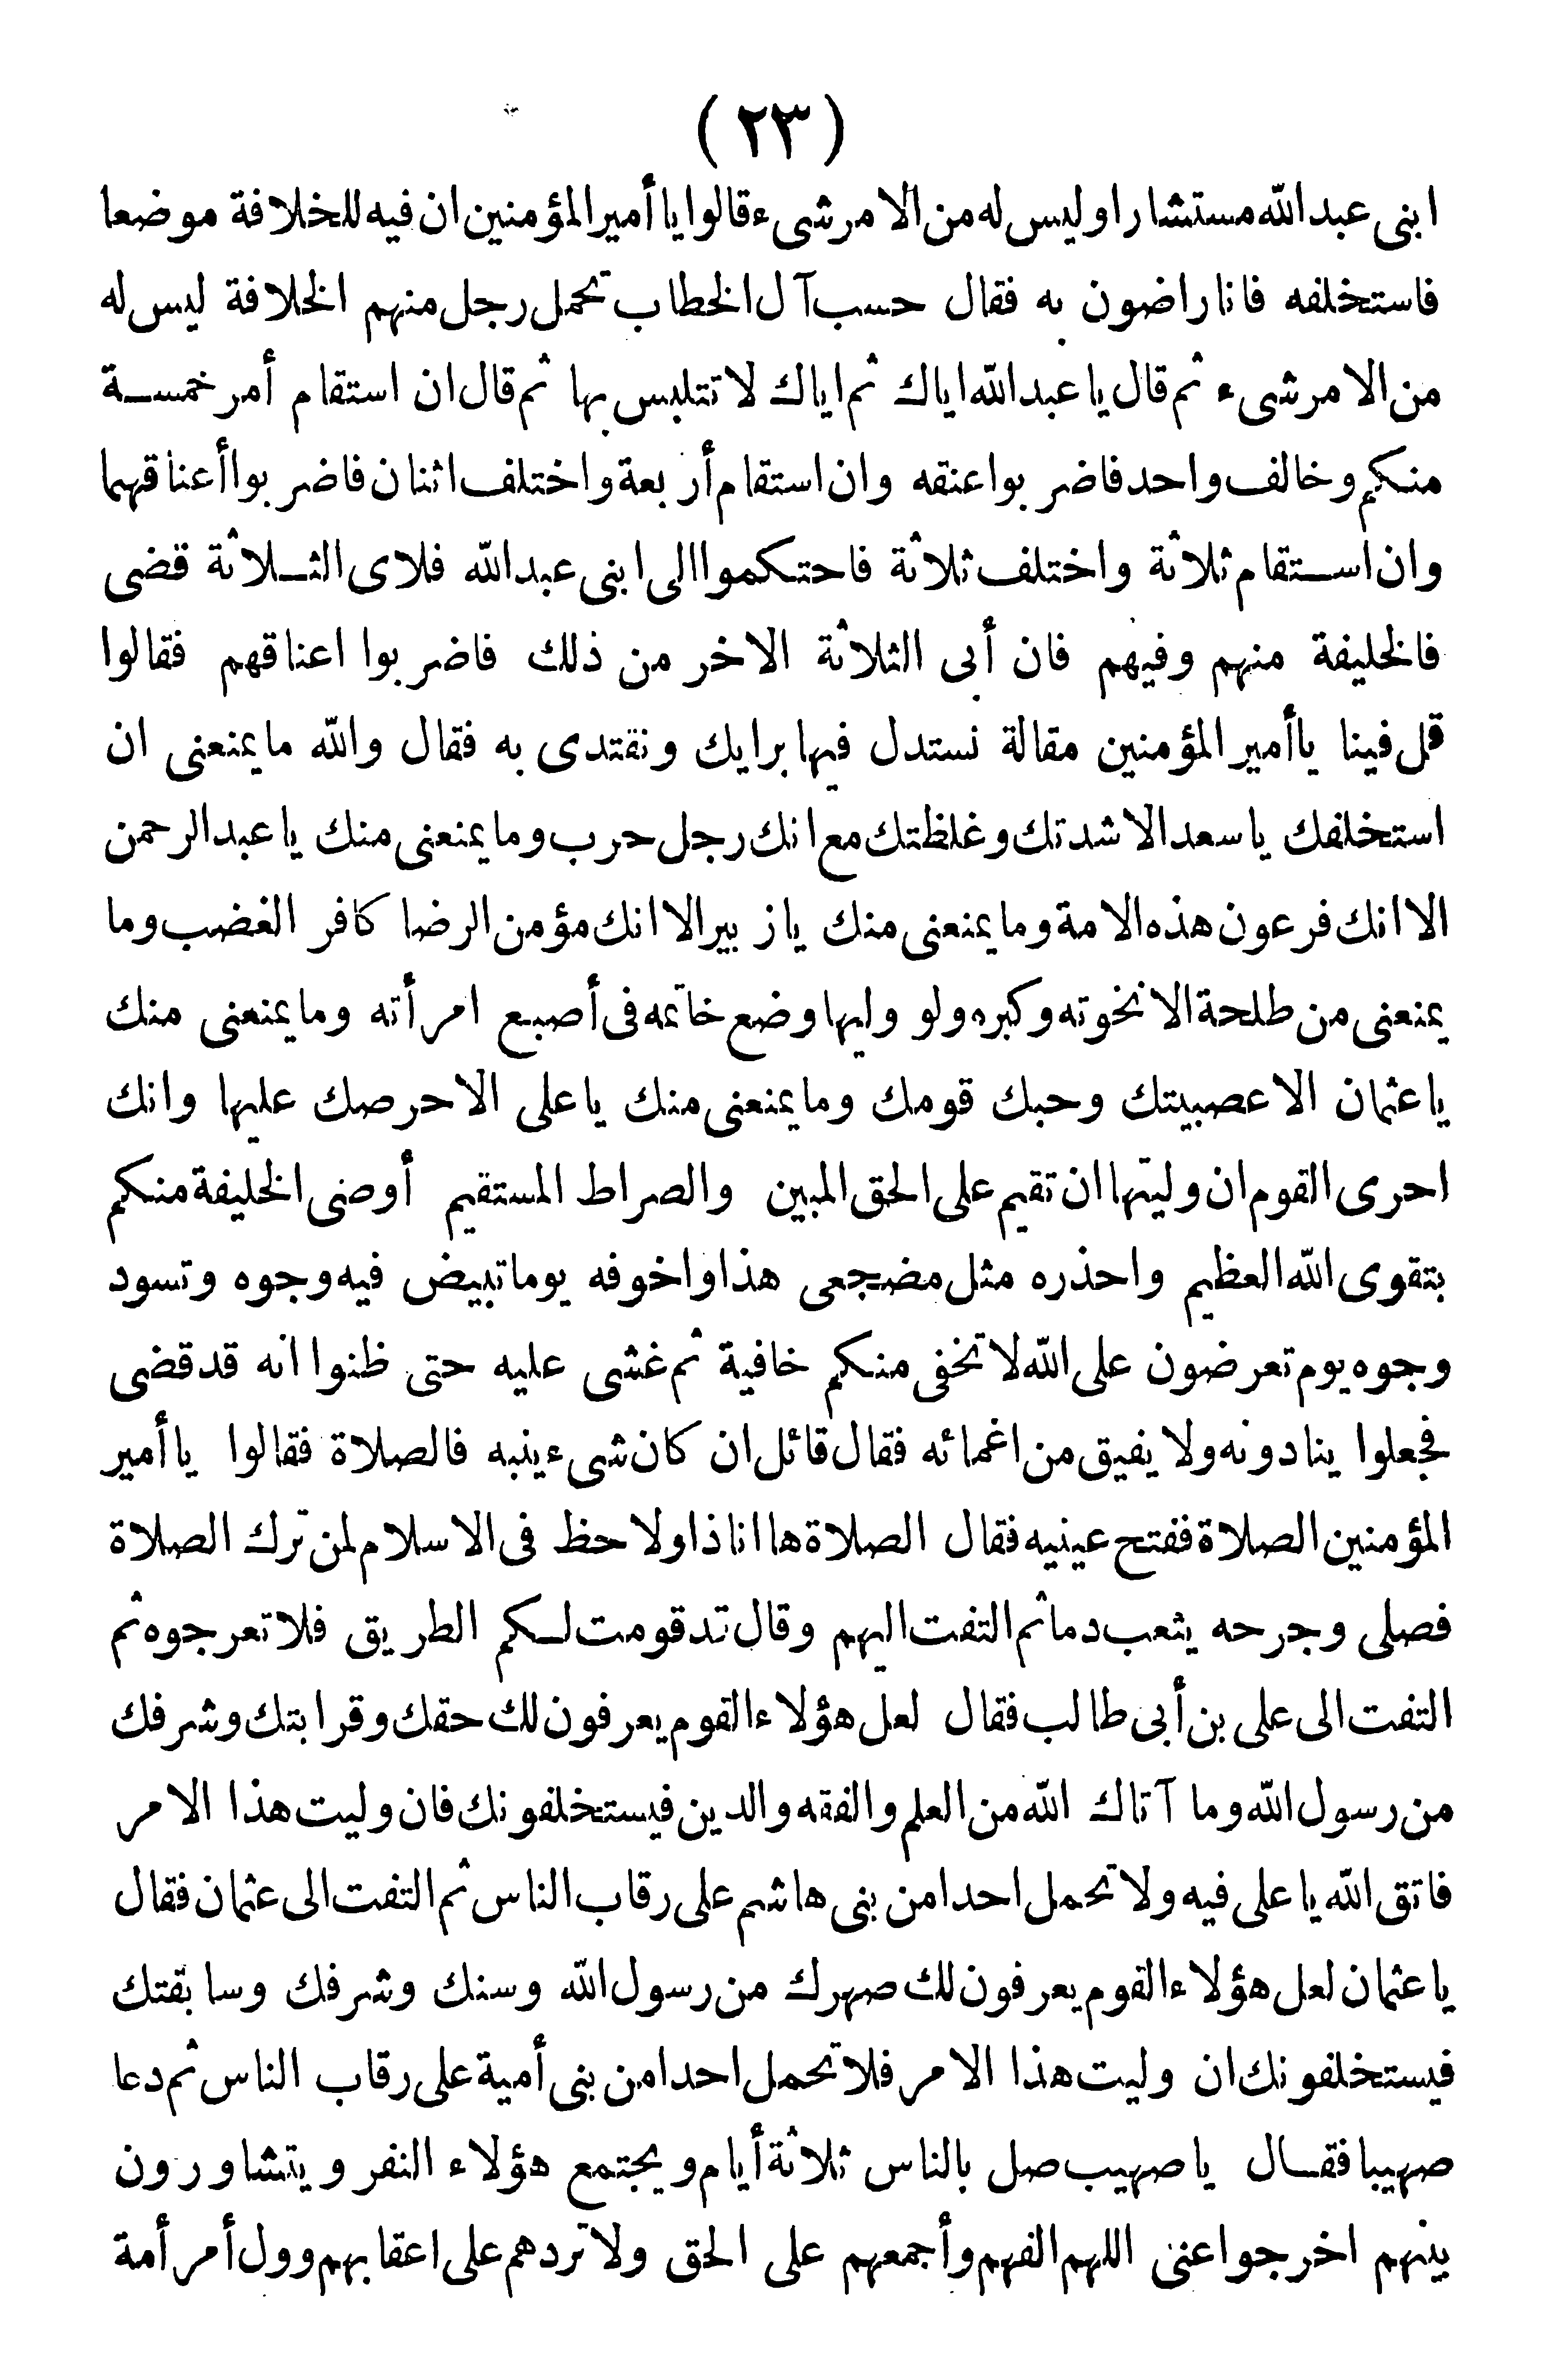 (٢٣)
ابنى عبد الله مستشارا وليس له من الامر شىء قالوا يا أمير المؤمنين ان فيه للخلافة موضعا
فاستخلفه فانا راضون به فقال حسب آل الخطاب تحمل رجل منهم الخلافة ليس له
من الامر شىء ثم قال يا عبد الله اياك ثم اياك لا تتلبس بها ثم قال ان استقام أمر خمسة
منكم وخالف واحد فاضربوا عنقه وان استقام أربعة واختلف اثنان فاضربوا أعناقهما
وان استقام ثلاثة واختلف ثلاثة فاحتكموا الى ابنى عبد الله فلاى الثلاثة قضى
فالخليفة منهم وفيهم فان أبى الثلاثة الاخر من ذلك فاضربوا اعناقهم فقالوا
قل فينا يا أمير المؤمنين مقالة نستدل فيها برايك ونقتدى به فقال والله ما يمنعنى ان
استخلفك يا سعد الا شدتك وغلظتك مع انك رجل حرب وما يمنعنى منك يا عبد الرحمن
الا انك فرعون هذه الامة وما يمنعنى منك يا زبير الا انك مؤمن الرضا كافر الغضب وما
يمنعنى من طلحة الا نخوته وكبره ولو وليها وضع خاتمه فى أصبع امرأته وما يمنعنى منك
يا عثمان الا عصبيتك وحبك قومك وما يمنعنى منك يا على الا حرصك عليها وانك
احرى القوم ان وليتها ان تقيم على الحق المبين والصراط المستقيم أوصى الخليفة منكم
بتقوى الله العظيم واحذره مثل مضجعى هذا واخوفه يوما تبيض فيه وجوه وتسود
وجوه يوم تعرضون على الله لا تخفى منكم خافية ثم غشى عليه حتى ظنوا انه قد قضى
فجعلوا ينادونه ولا يفيق من اغمائه فقال قائل ان كان شىء ينبه فالصلاة فقالوا يا أمير
المؤمنين الصلاة ففتح عينيه فقال الصلاة ها انا ذا ولا حظ فى الاسلام لمن ترك الصلاة
فصلى وجرحه يثعب دما ثم التفت اليهم وقال قد قومت لكم الطريق فلا تعرجوه ثم
التفت الى على بن أبى طالب فقال لعل هؤلاء القوم يعرفون لك حقك وقرابتك وشرفك
من رسول الله وما آتاك الله من العلم والفقه والدين فيستخلفونك فان وليت هذا الامر
فاتق الله يا على فيه ولا تحمل احدا من بنى هاشم على رقاب الناس ثم التفت الى عثمان فقال
يا عثمان لعل هؤلاء القوم يعرفون لك صهرك من رسول الله وسنك وشرفك وسابقتك
فيستخلفونك ان وليت هذا الامر فلا تحمل احدا من بنى أمية على رقاب الناس ثم دعا
صهيبا فقال يا صهيب صل بالناس ثلاثة أيام ويجتمع هؤلاء النفر ويتشاورون
بينهم اخرجوا عنى اللهم الفهم وأجمعهم على الحق ولا تردهم على اعقابهم وول أمر أمة